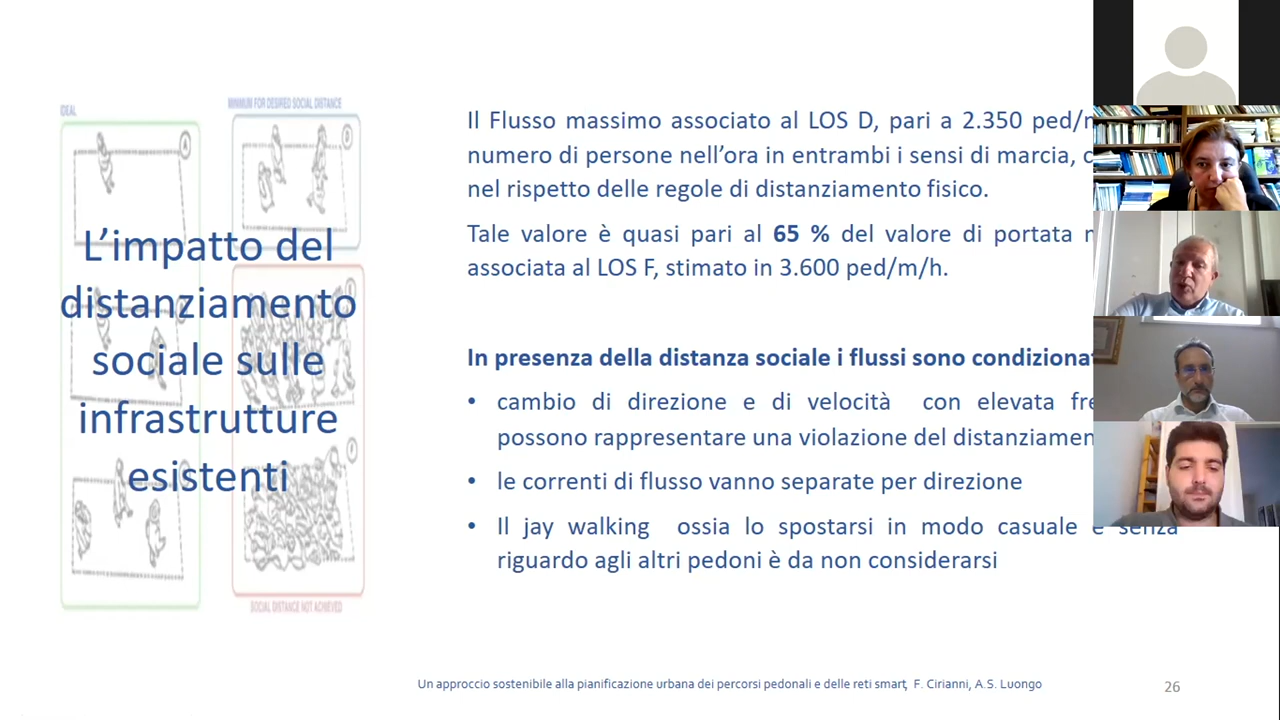 IDEAL
MINIMUM FOR DESIRED SOCIAL DISTANCE
A
D
L’impatto del
distanziamento
sociale sulle
infrastrutture
esistenti
F
SOCIAL DISTANCE NOT ACHIEVED
Il Flusso massimo associato al LOS D, pari a 2.350
numero di persone nell’ora in entrambi i sensi di marcia,
nel rispetto delle regole di distanziamento fisico.
Tale valore è quasi pari al 65 % del valore di portata
associata al LOS F, stimato in 3.600 ped/m/h.
In presenza della distanza sociale i flussi sono
• cambio di direzione e di velocità con elevata
possono rappresentare una violazione del
• le correnti di flusso vanno separate per direzione
• Il jay walking ossia lo spostarsi in modo casuale e senza
riguardo agli altri pedoni è da non considerarsi
Un approccio sostenibile alla pianificazione urbana dei percorsi pedonali e delle reti smart, F. Cirianni, A.S. Luongo
26